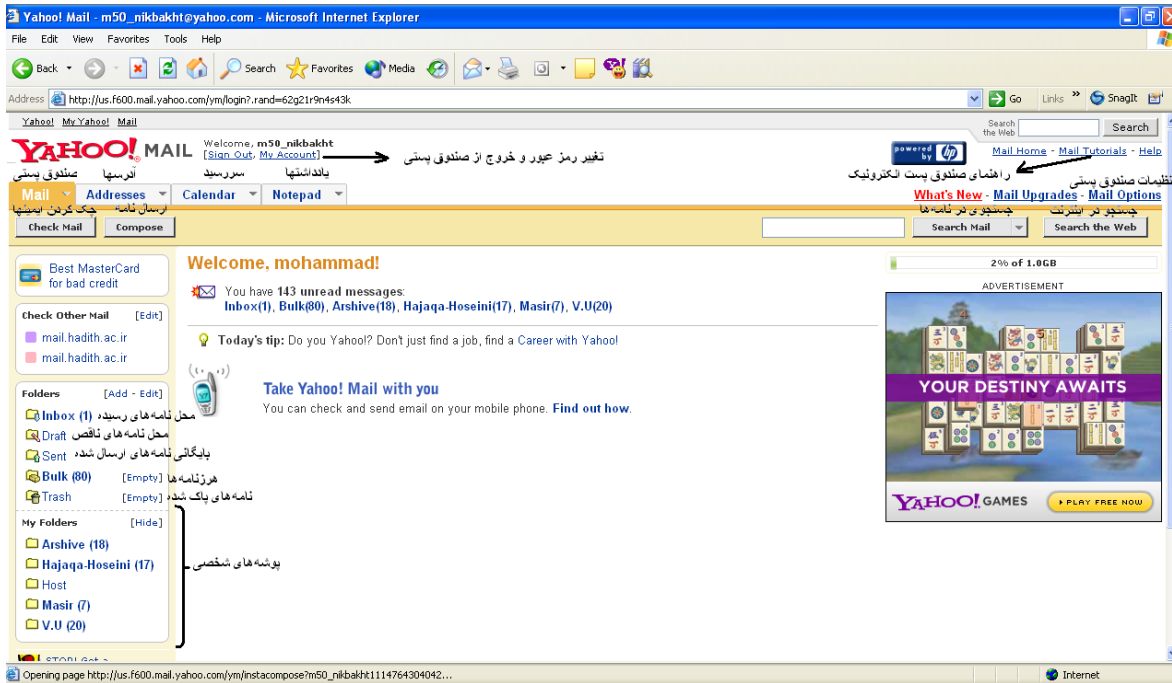 Yahoo! Mail - m50_nikbakht@yahoo.com - Microsoft Internet Explorer
File Edit View Favorites Tools Help
Back Search Favorites Media
Address http://us.f600.mail.yahoo.com/ym/login?.rand=62g21r9n4s43k Go Links » SnagIt
Yahoo! My Yahoo! Mail
Search the Web Search
YAHOO! MAIL
Welcome, m50_nikbakht
[Sign Out, My Account]
تغیر رمز عبور و خروج از صندوق پستی
powered by hp
Mail Home - Mail Tutorials - Help
راهنمای صندوق پست الکترونیک
صندوق پستی آدرسها سررسید یادداشتها
تنظیمات صندوق پستی
Mail Addresses Calendar Notepad
What's New - Mail Upgrades - Mail Options
چک کردن ایمیلها ارسال نامه جستجوی در نامه ها جستجو در اینترنت
Check Mail Compose Search Mail Search the Web
Best MasterCard
for bad credit
Check Other Mail [Edit]
mail.hadith.ac.ir
mail.hadith.ac.ir
Folders [Add - Edit]
Inbox (1) محل نامه های رسیده
Draft محل نامه های ناقص
Sent بایگانی نامه های ارسال شده
Bulk (80) [Empty] هرزنامه ها
Trash [Empty] نامه های پاک شده
My Folders [Hide]
Arshive (18)
Hajaqa-Hoseini (17)
پوشه های شخصی
Host
Masir (7)
V.U (20)
STOP! Get a
Welcome, mohammad!
You have 143 unread messages:
Inbox(1), Bulk(80), Arshive(18), Hajaqa-Hoseini(17), Masir(7), V.U(20)
Today's tip: Do you Yahoo!? Don't just find a job, find a Career with Yahoo!
Take Yahoo! Mail with you
You can check and send email on your mobile phone. Find out how.
2% of 1.0GB
ADVERTISEMENT
YOUR DESTINY AWAITS
YAHOO! GAMES PLAY FREE NOW
Opening page http://us.f600.mail.yahoo.com/ym/instacompose?m50_nikbakht1114764304042... Internet